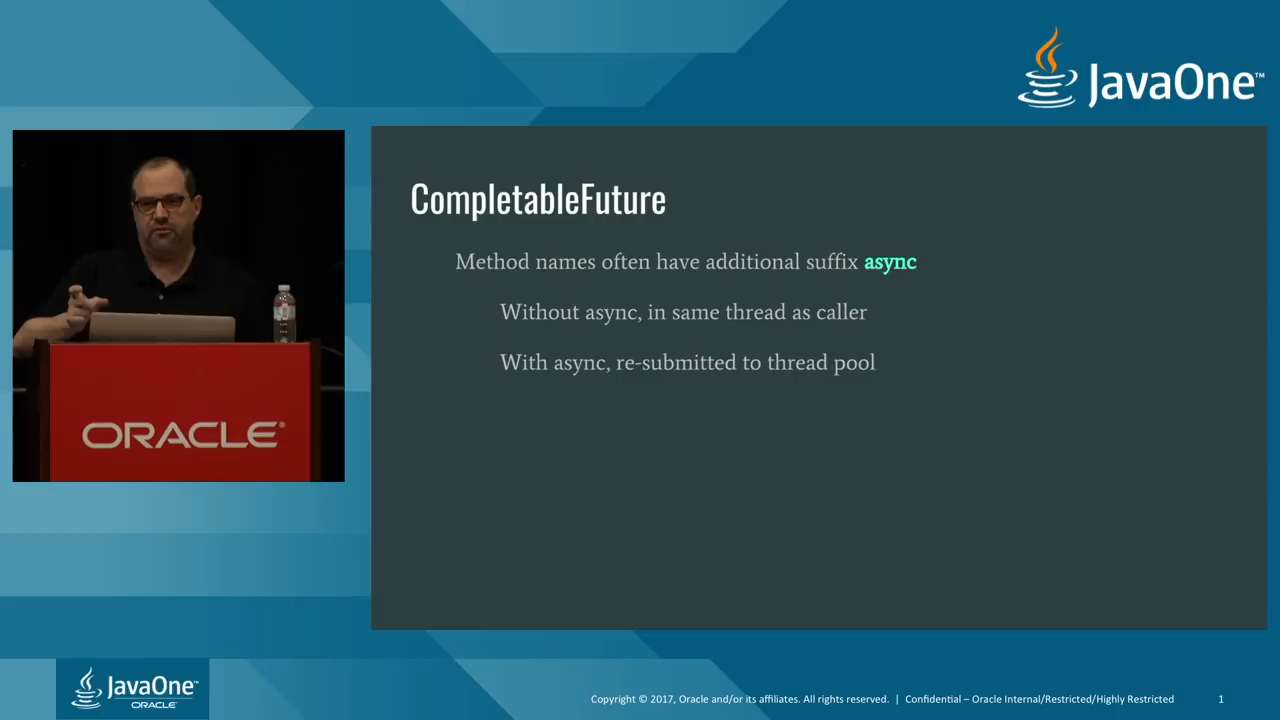 JavaOne™
CompletableFuture
Method names often have additional suffix async
Without async, in same thread as caller
With async, re-submitted to thread pool
ORACLE®
JavaOne™
ORACLE®
Copyright © 2017, Oracle and/or its affiliates. All rights reserved. | Confidential – Oracle Internal/Restricted/Highly Restricted 1